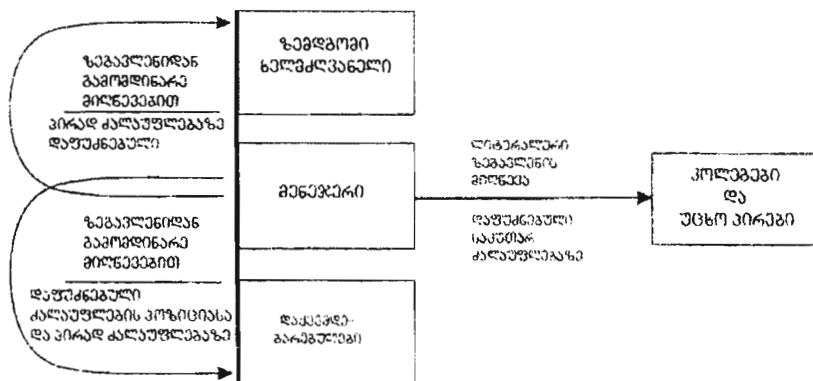 ზემდგომი
ხელმძღვანელი
ზეგავლენიდან
გამომდინარე
მიღწევებით
პირად ძალაუფლებაზე
დაფუძნებული
მენეჯერი
ლიტერალური
ზეგავლენის
მიღწევა
დაფუძნებული
საკუთარ
ძალაუფლებაზე
კოლეგები
და
უცხო პირები
ზეგავლენიდან
გამომდინარე
მიღწევებით
დაფუძნებული
ძალაუფლების პოზიციასა
და პირად ძალაუფლებაზე
დაქვემდე-
ბარებულები